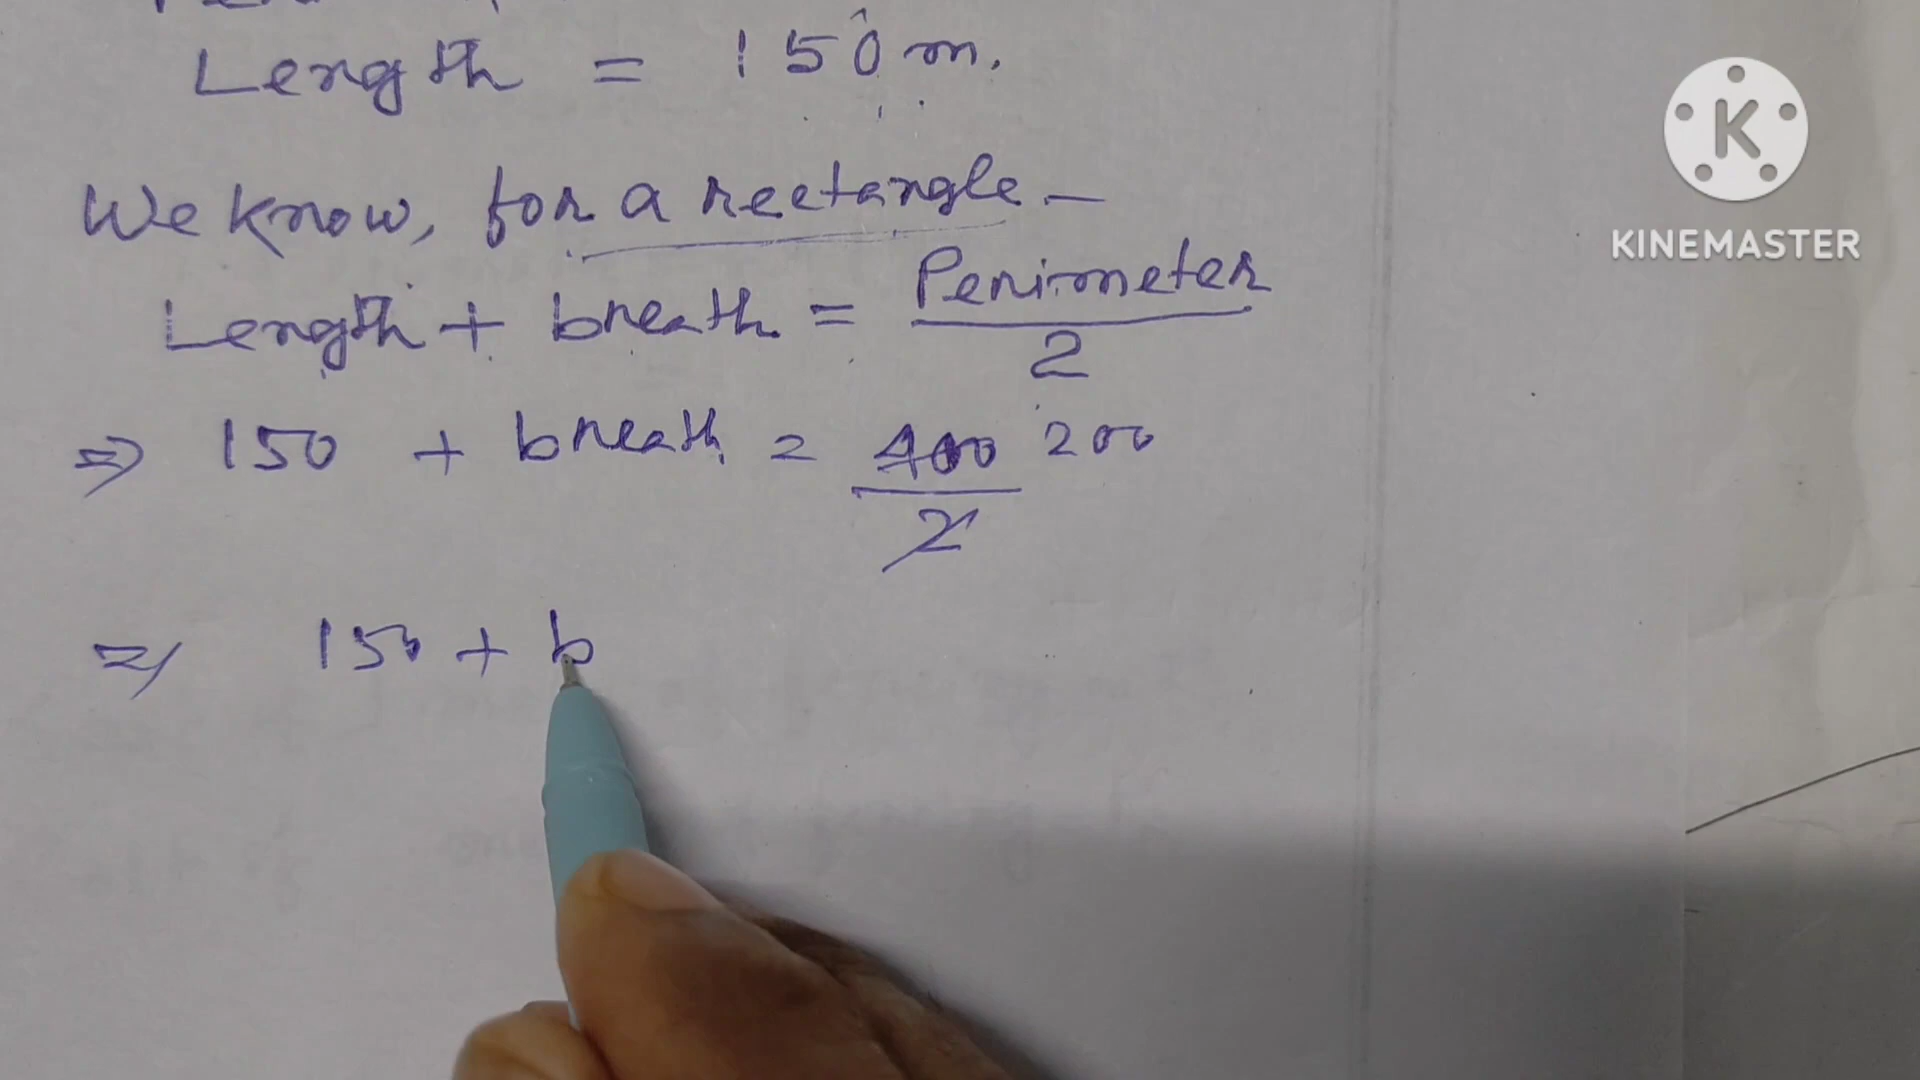 Length = 150 m.
We know, for a rectangle —
Length + breath = Perimeter / 2
⇒ 150 + breath = 400 / 2 200
⇒ 150 + b
K
KINEMASTER